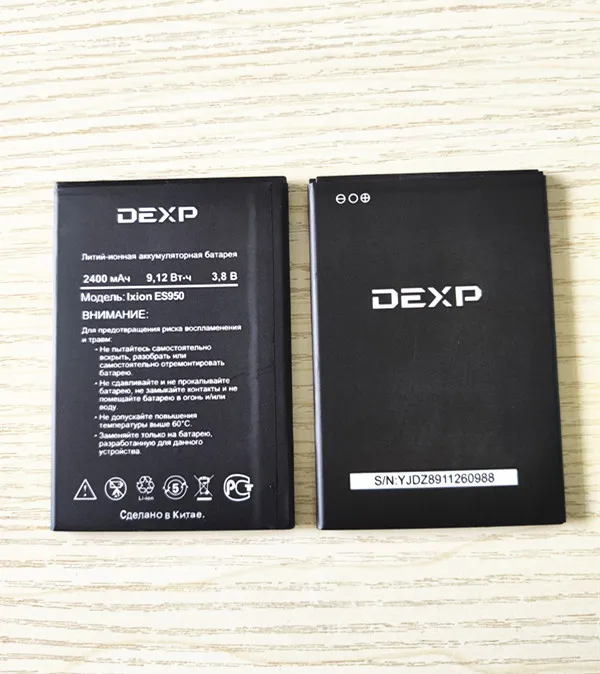 DEXP
Литий-ионная аккумуляторная батарея
2400 мАч 9,12 Вт·ч 3,8 В
Модель: Ixion ES950
ВНИМАНИЕ:
Для предотвращения риска воспламенения
и травм:
- Не пытайтесь самостоятельно
вскрыть, разобрать или
самостоятельно отремонтировать
батарею.
- Не сдавливайте и не прокалывайте
батарею, не замыкайте контакты и не
помещайте батарею в огонь и/или
воду.
- Не допускайте повышения
температуры выше 60°C.
- Заменяйте только на батарею,
разработанную для данного
устройства.
Li-ion
5
РСТ
Сделано в Китае.
DEXP
S/N:YJDZ8911260988